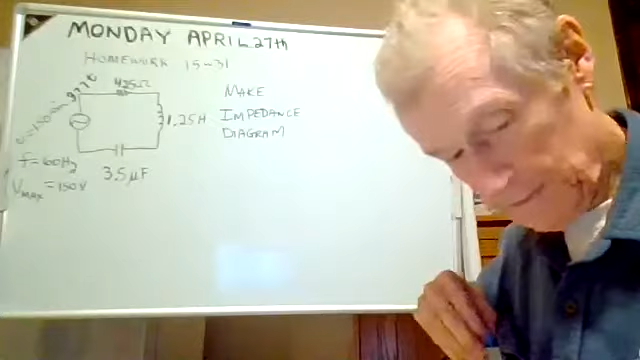 MONDAY APRIL 27th
HOMEWORK 15-31
425Ω
1.25H
3.5µF
f=60Hz
VMAX=150V
MAKE
IMPEDANCE
DIAGRAM